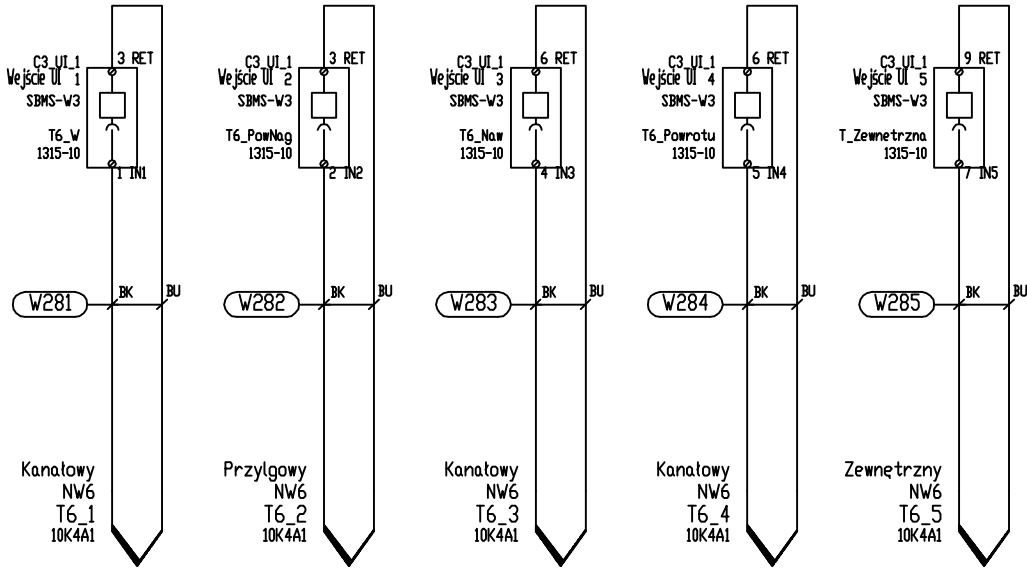 C3_UI_1
3 RET
Wejście UI 1
SBMS-W3
T6_W
1315-10
1 IN1
W281
BK
BU
Kanałowy
NW6
T6_1
10K4A1
C3_UI_1
3 RET
Wejście UI 2
SBMS-W3
T6_PowNag
1315-10
2 IN2
W282
BK
BU
Przylgowy
NW6
T6_2
10K4A1
C3_UI_1
6 RET
Wejście UI 3
SBMS-W3
T6_Naw
1315-10
4 IN3
W283
BK
BU
Kanałowy
NW6
T6_3
10K4A1
C3_UI_1
6 RET
Wejście UI 4
SBMS-W3
T6_Powrotu
1315-10
5 IN4
W284
BK
BU
Kanałowy
NW6
T6_4
10K4A1
C3_UI_1
9 RET
Wejście UI 5
SBMS-W3
T_Zewnetrzna
1315-10
7 IN5
W285
BK
BU
Zewnętrzny
NW6
T6_5
10K4A1